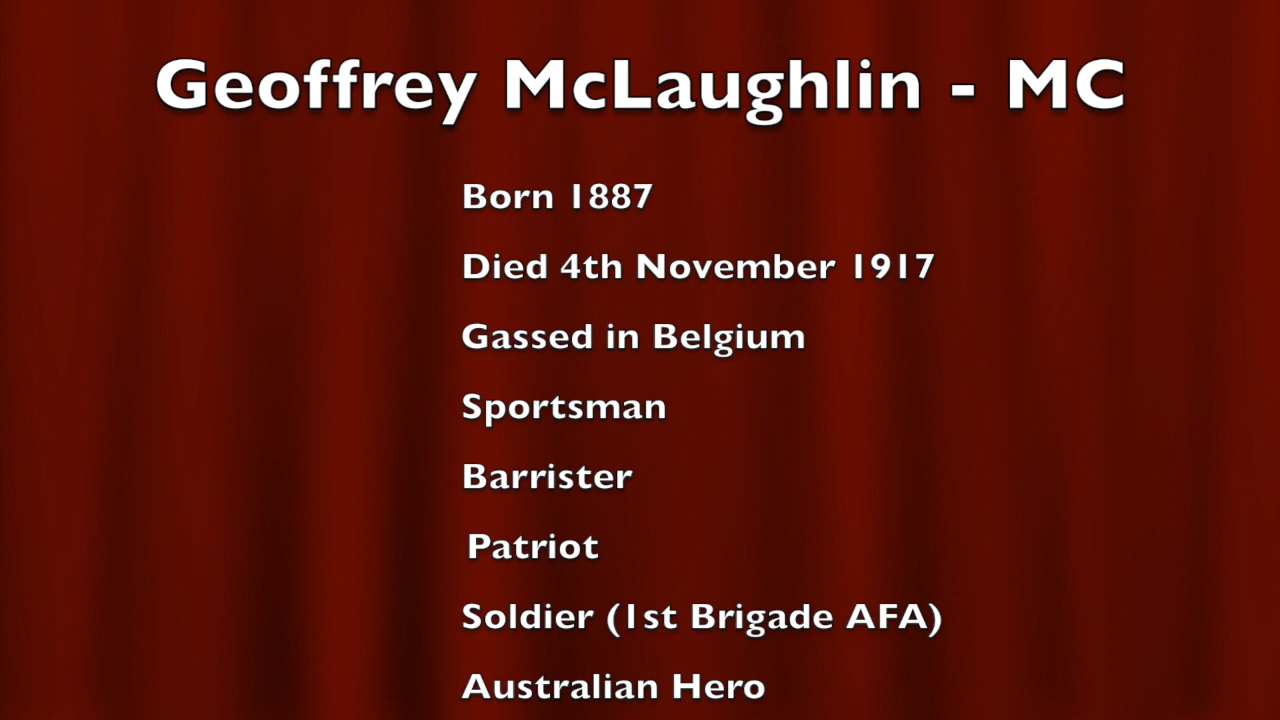 Geoffrey McLaughlin - MC
Born 1887
Died 4th November 1917
Gassed in Belgium
Sportsman
Barrister
Patriot
Soldier (1st Brigade AFA)
Australian Hero